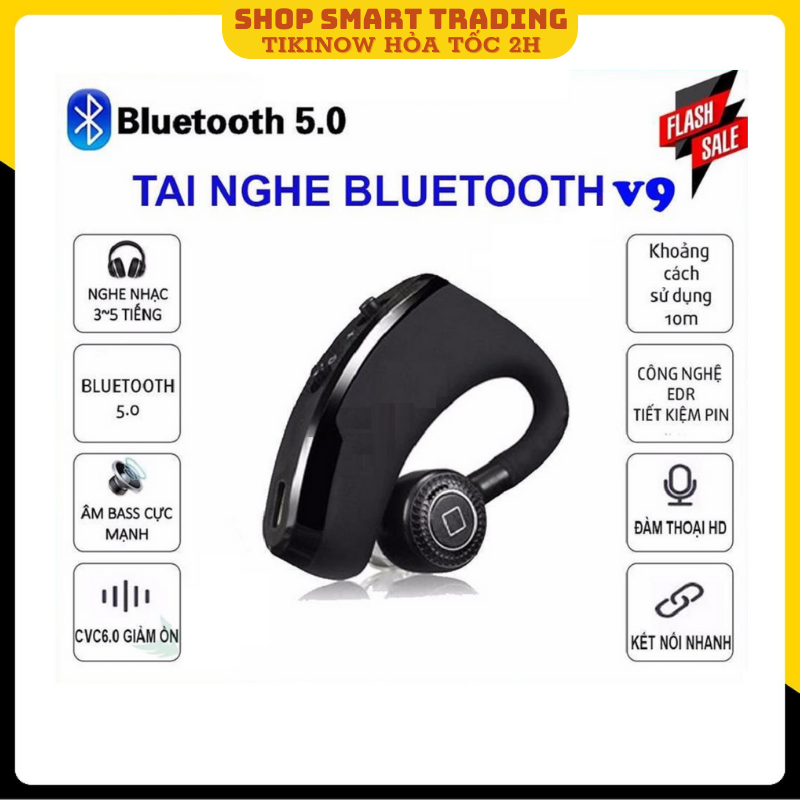 SHOP SMART TRADING
TIKINOW HỎA TỐC 2H
Bluetooth 5.0
FLASH
SALE
TAI NGHE BLUETOOTH v9
NGHE NHẠC
3~5 TIẾNG
BLUETOOTH
5.0
ÂM BASS CỰC
MẠNH
CVC6.0 GIẢM ỒN
Khoảng
cách
sử dụng
10m
CÔNG NGHỆ
EDR
TIẾT KIỆM PIN
ĐÀM THOẠI HD
KẾT NỐI NHANH